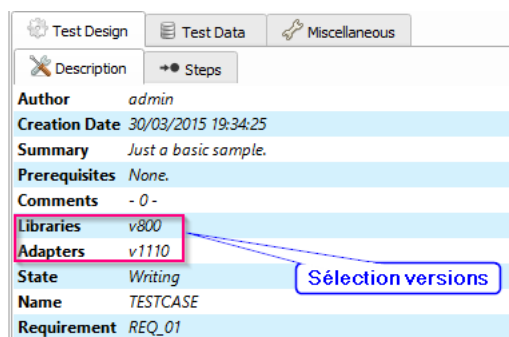 Test Design Test Data Miscellaneous
Description Steps
Author admin
Creation Date 30/03/2015 19:34:25
Summary Just a basic sample.
Prerequisites None.
Comments - 0 -
Libraries v800
Adapters v1110
State Writing
Sélection versions
Name TESTCASE
Requirement REQ_01